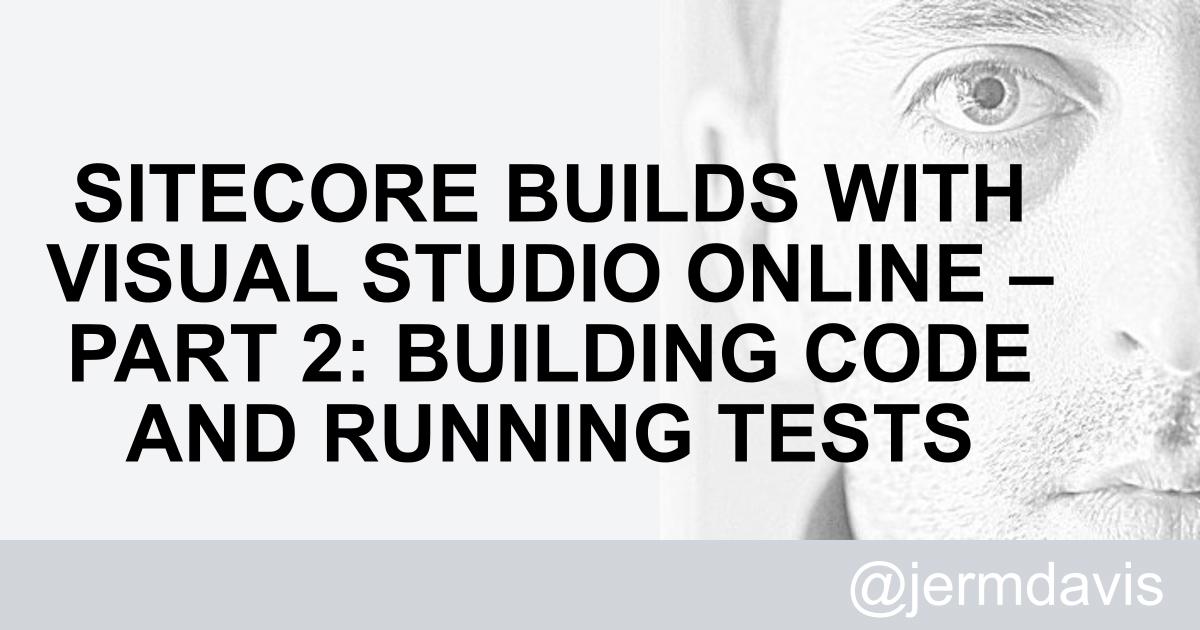 SITECORE BUILDS WITH
VISUAL STUDIO ONLINE –
PART 2: BUILDING CODE
AND RUNNING TESTS
@jermdavis